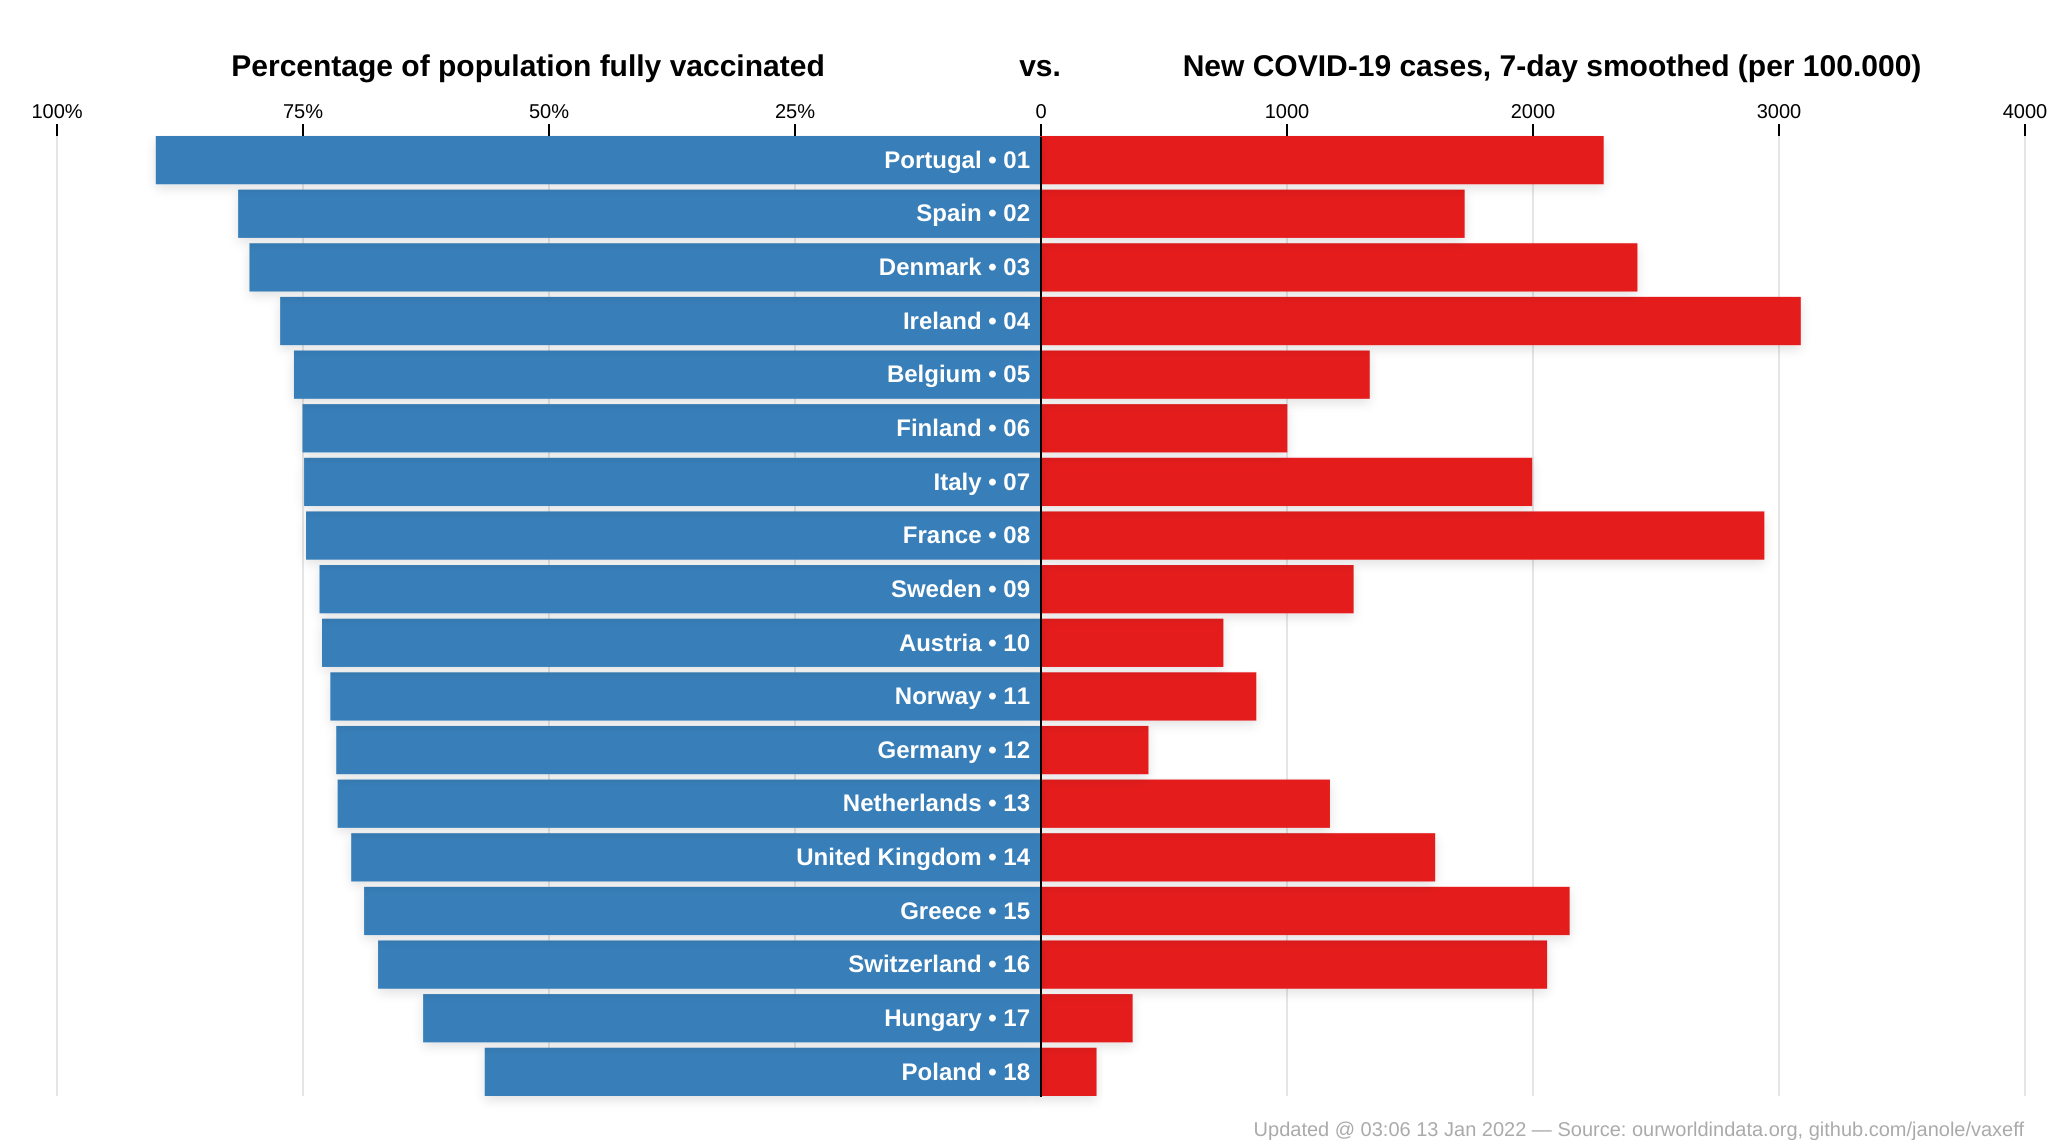 Percentage of population fully vaccinated vs. New COVID-19 cases, 7-day smoothed (per 100.000)
100% 75% 50% 25% 0 1000 2000 3000 4000
Portugal • 01
Spain • 02
Denmark • 03
Ireland • 04
Belgium • 05
Finland • 06
Italy • 07
France • 08
Sweden • 09
Austria • 10
Norway • 11
Germany • 12
Netherlands • 13
United Kingdom • 14
Greece • 15
Switzerland • 16
Hungary • 17
Poland • 18
Updated @ 03:06 13 Jan 2022 — Source: ourworldindata.org, github.com/janole/vaxeff